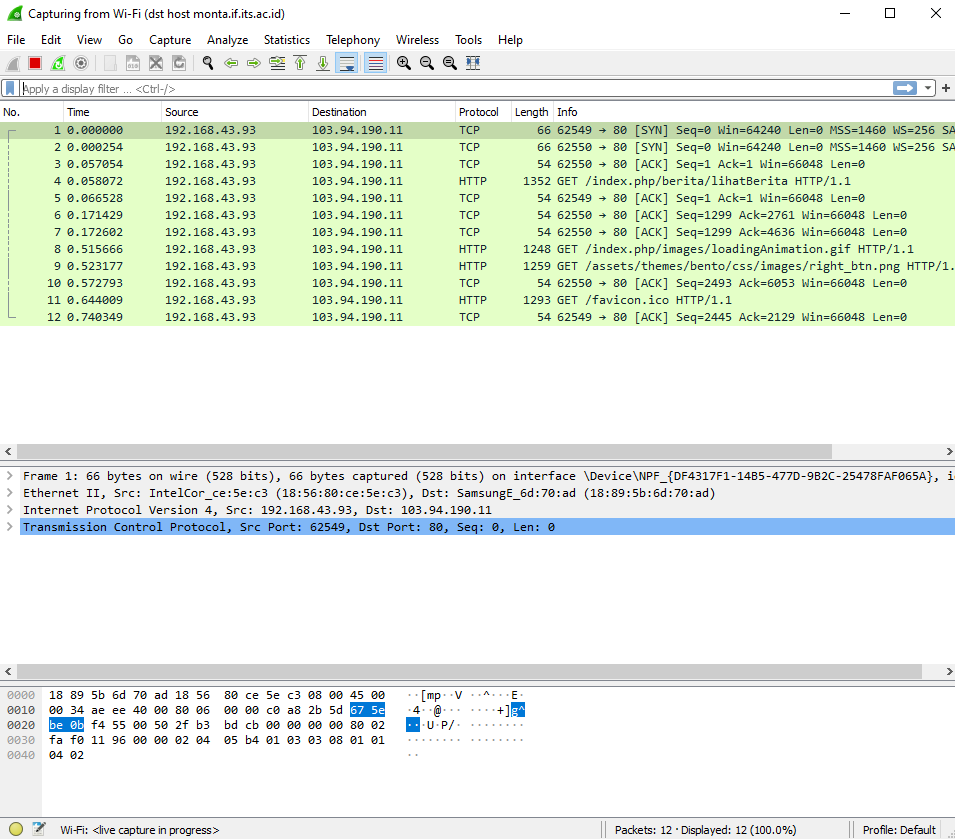 Capturing from Wi-Fi (dst host monta.if.its.ac.id)
File Edit View Go Capture Analyze Statistics Telephony Wireless Tools Help
Apply a display filter ... <Ctrl-/>
No. Time Source Destination Protocol Length Info
1 0.000000 192.168.43.93 103.94.190.11 TCP 66 62549 → 80 [SYN] Seq=0 Win=64240 Len=0 MSS=1460 WS=256 SA
2 0.000254 192.168.43.93 103.94.190.11 TCP 66 62550 → 80 [SYN] Seq=0 Win=64240 Len=0 MSS=1460 WS=256 SA
3 0.057054 192.168.43.93 103.94.190.11 TCP 54 62550 → 80 [ACK] Seq=1 Ack=1 Win=66048 Len=0
4 0.058072 192.168.43.93 103.94.190.11 HTTP 1352 GET /index.php/berita/lihatBerita HTTP/1.1
5 0.066528 192.168.43.93 103.94.190.11 TCP 54 62549 → 80 [ACK] Seq=1 Ack=1 Win=66048 Len=0
6 0.171429 192.168.43.93 103.94.190.11 TCP 54 62550 → 80 [ACK] Seq=1299 Ack=2761 Win=66048 Len=0
7 0.172602 192.168.43.93 103.94.190.11 TCP 54 62550 → 80 [ACK] Seq=1299 Ack=4636 Win=66048 Len=0
8 0.515666 192.168.43.93 103.94.190.11 HTTP 1248 GET /index.php/images/loadingAnimation.gif HTTP/1.1
9 0.523177 192.168.43.93 103.94.190.11 HTTP 1259 GET /assets/themes/bento/css/images/right_btn.png HTTP/1.
10 0.572793 192.168.43.93 103.94.190.11 TCP 54 62550 → 80 [ACK] Seq=2493 Ack=6053 Win=66048 Len=0
11 0.644009 192.168.43.93 103.94.190.11 HTTP 1293 GET /favicon.ico HTTP/1.1
12 0.740349 192.168.43.93 103.94.190.11 TCP 54 62549 → 80 [ACK] Seq=2445 Ack=2129 Win=66048 Len=0
Frame 1: 66 bytes on wire (528 bits), 66 bytes captured (528 bits) on interface \Device\NPF_{DF4317F1-14B5-477D-9B2C-25478FAF065A}, i
Ethernet II, Src: IntelCor_ce:5e:c3 (18:56:80:ce:5e:c3), Dst: SamsungE_6d:70:ad (18:89:5b:6d:70:ad)
Internet Protocol Version 4, Src: 192.168.43.93, Dst: 103.94.190.11
Transmission Control Protocol, Src Port: 62549, Dst Port: 80, Seq: 0, Len: 0
0000 18 89 5b 6d 70 ad 18 56 80 ce 5e c3 08 00 45 00 ··[mp··V ··^···E·
0010 00 34 ae ee 40 00 80 06 00 00 c0 a8 2b 5d 67 5e ·4··@··· ····+]g^
0020 be 0b f4 55 00 50 2f b3 bd cb 00 00 00 00 80 02 ···U·P/· ········
0030 fa f0 11 96 00 00 02 04 05 b4 01 03 03 08 01 01 ········ ········
0040 04 02 ··
Wi-Fi: <live capture in progress> Packets: 12 · Displayed: 12 (100.0%) Profile: Default